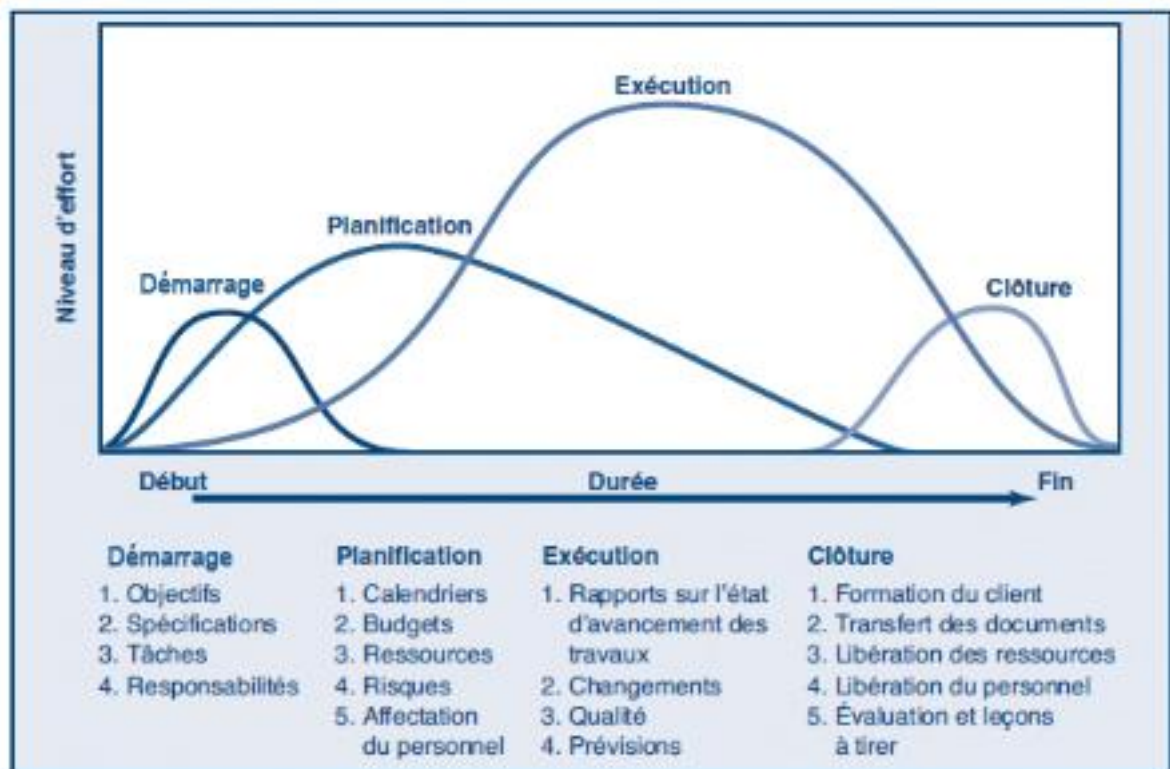 Niveau d'effort
Exécution
Planification
Démarrage
Clôture
Début
Durée
Fin
Démarrage
1. Objectifs
2. Spécifications
3. Tâches
4. Responsabilités
Planification
1. Calendriers
2. Budgets
3. Ressources
4. Risques
5. Affectation
du personnel
Exécution
1. Rapports sur l'état
d'avancement des
travaux
2. Changements
3. Qualité
4. Prévisions
Clôture
1. Formation du client
2. Transfert des documents
3. Libération des ressources
4. Libération du personnel
5. Évaluation et leçons
à tirer